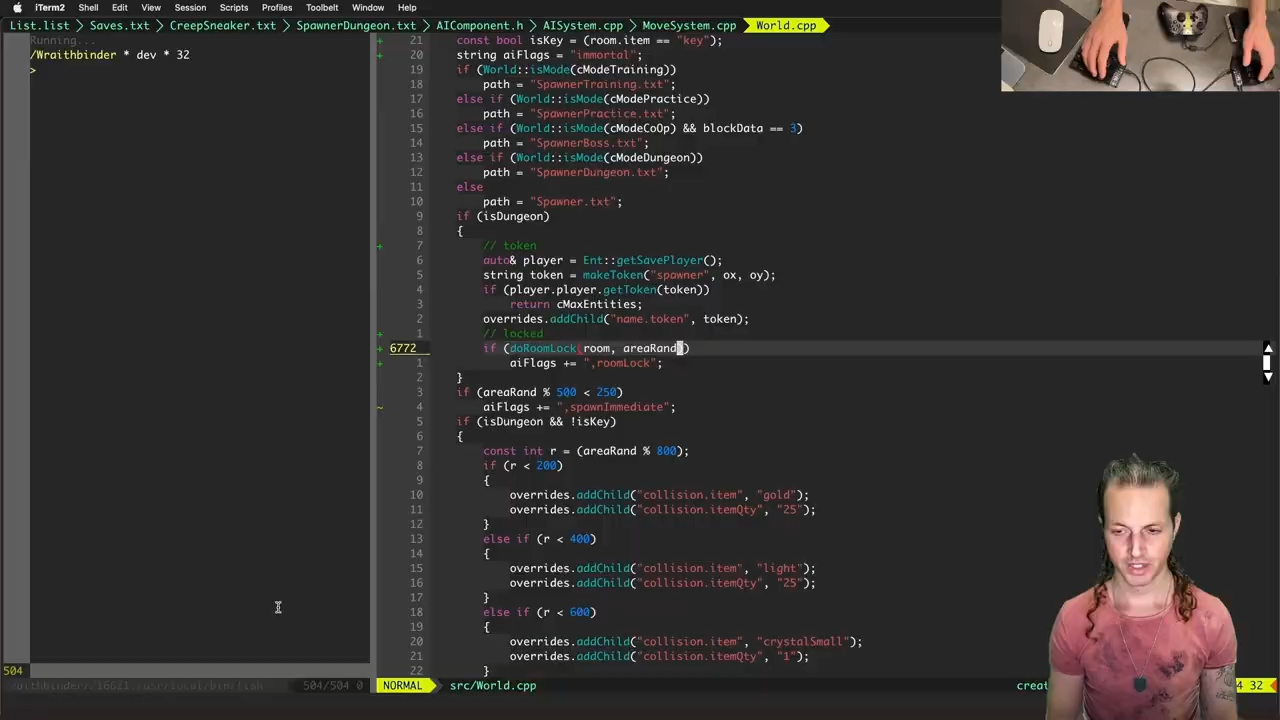 iTerm2 Shell Edit View Session Scripts Profiles Toolbelt Window Help
List.list Saves.txt CreepSneaker.txt SpawnerDungeon.txt AIComponent.h AISystem.cpp MoveSystem.cpp World.cpp
Running...
/Wraithbinder * dev * 32
>
21 const bool isKey = (room.item == "key");
+ 20 string aiFlags = "immortal";
19 if (World::isMode(cModeTraining))
18 path = "SpawnerTraining.txt";
17 else if (World::isMode(cModePractice))
16 path = "SpawnerPractice.txt";
15 else if (World::isMode(cModeCoOp) && blockData == 3)
14 path = "SpawnerBoss.txt";
13 else if (World::isMode(cModeDungeon))
12 path = "SpawnerDungeon.txt";
11 else
10 path = "Spawner.txt";
9 if (isDungeon)
8 {
+ 7 // token
6 auto& player = Ent::getSavePlayer();
5 string token = makeToken("spawner", ox, oy);
4 if (player.player.getToken(token))
3 return cMaxEntities;
2 overrides.addChild("name.token", token);
+ 1 // locked
+ 6772 if (doRoomLock(room, areaRand))
+ 1 aiFlags += ",roomLock";
2 }
3 if (areaRand % 500 < 250)
~ 4 aiFlags += ",spawnImmediate";
5 if (isDungeon && !isKey)
6 {
7 const int r = (areaRand % 800);
8 if (r < 200)
9 {
10 overrides.addChild("collision.item", "gold");
11 overrides.addChild("collision.itemQty", "25");
12 }
13 else if (r < 400)
14 {
15 overrides.addChild("collision.item", "light");
16 overrides.addChild("collision.itemQty", "25");
17 }
18 else if (r < 600)
19 {
20 overrides.addChild("collision.item", "crystalSmall");
21 overrides.addChild("collision.itemQty", "1");
22 }
504
504/504 0 NORMAL src/World.cpp creat 4 32